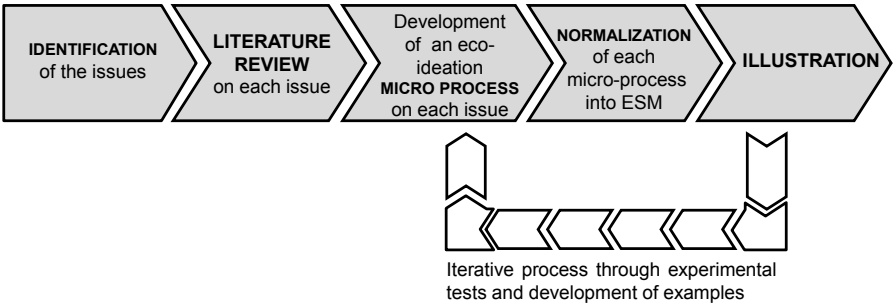 IDENTIFICATION
of the issues
LITERATURE
REVIEW
on each issue
Development
of an eco-
ideation
MICRO PROCESS
on each issue
NORMALIZATION
of each
micro-process
into ESM
ILLUSTRATION
Iterative process through experimental
tests and development of examples